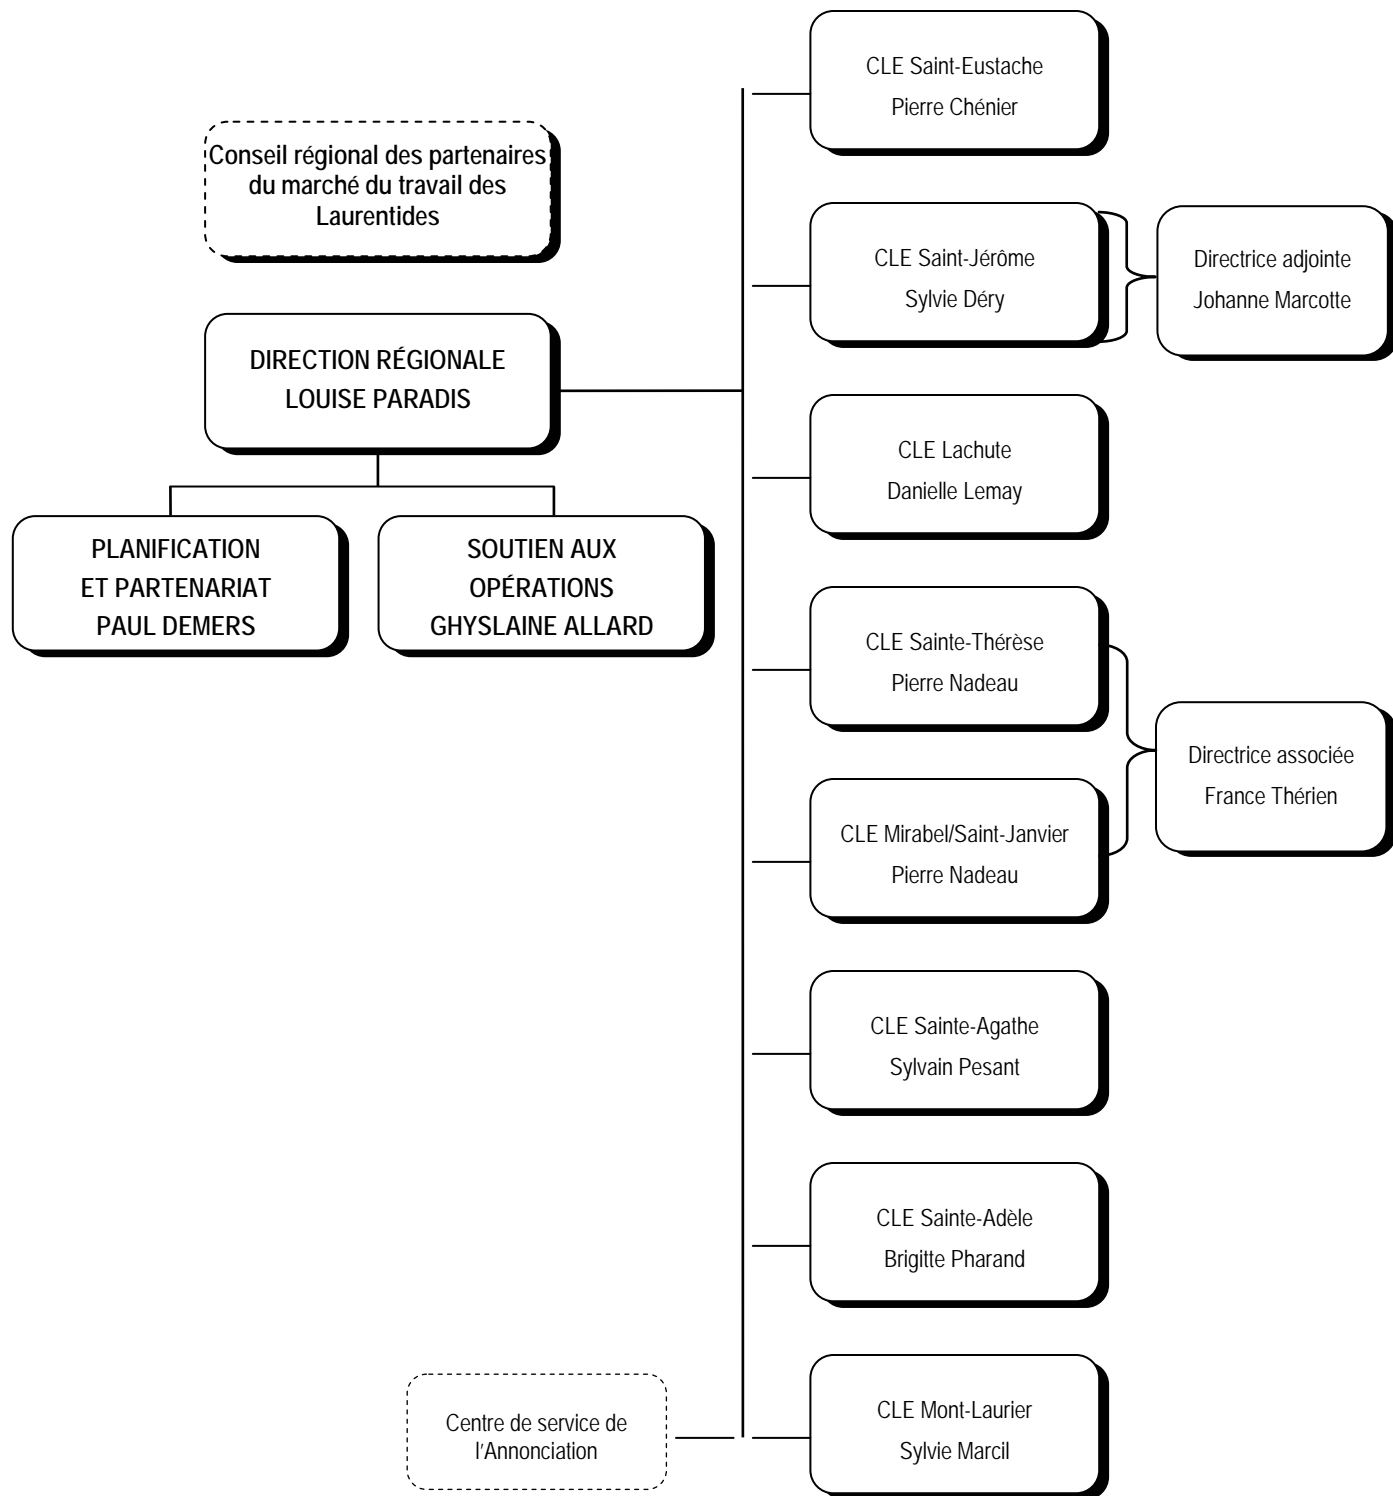 CLE Saint-Eustache
Pierre Chénier
Conseil régional des partenaires
du marché du travail des
Laurentides
CLE Saint-Jérôme
Sylvie Déry
Directrice adjointe
Johanne Marcotte
DIRECTION RÉGIONALE
LOUISE PARADIS
CLE Lachute
Danielle Lemay
PLANIFICATION
ET PARTENARIAT
PAUL DEMERS
SOUTIEN AUX
OPÉRATIONS
GHYSLAINE ALLARD
CLE Sainte-Thérèse
Pierre Nadeau
Directrice associée
France Thérien
CLE Mirabel/Saint-Janvier
Pierre Nadeau
CLE Sainte-Agathe
Sylvain Pesant
CLE Sainte-Adèle
Brigitte Pharand
Centre de service de
l'Annonciation
CLE Mont-Laurier
Sylvie Marcil